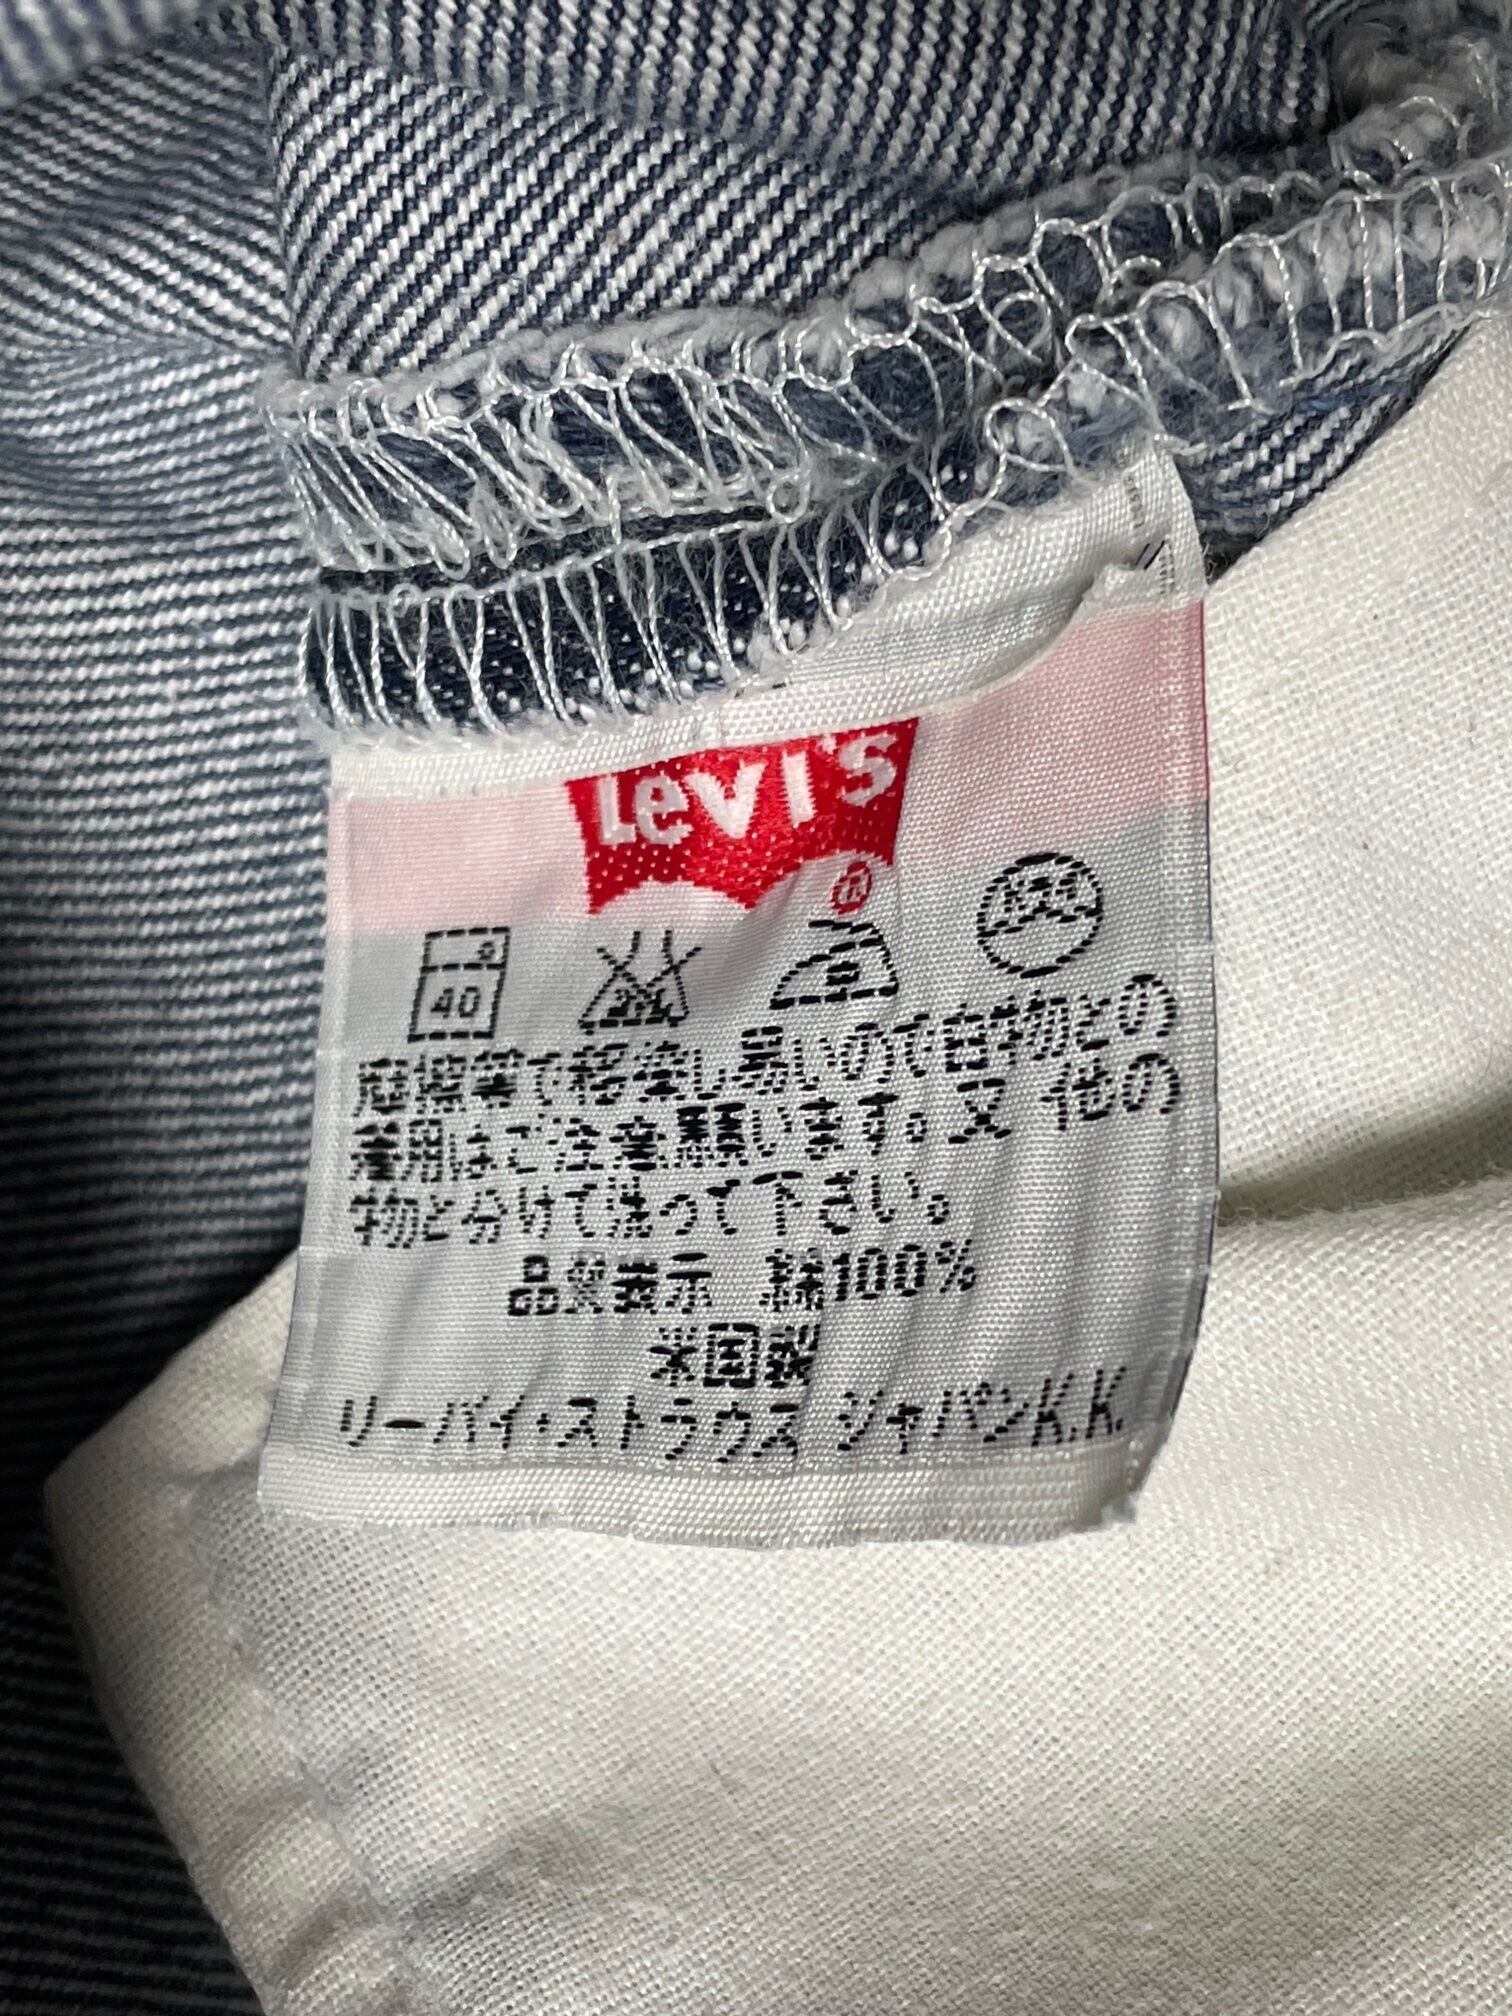 Levi's
®
40
摩擦等で移染し易いので白物との
着用はご注意願います。又 他の
物と分けて洗って下さい。
品質表示 綿100%
米国製
リーバイ・ストラウス ジャパンK.K.